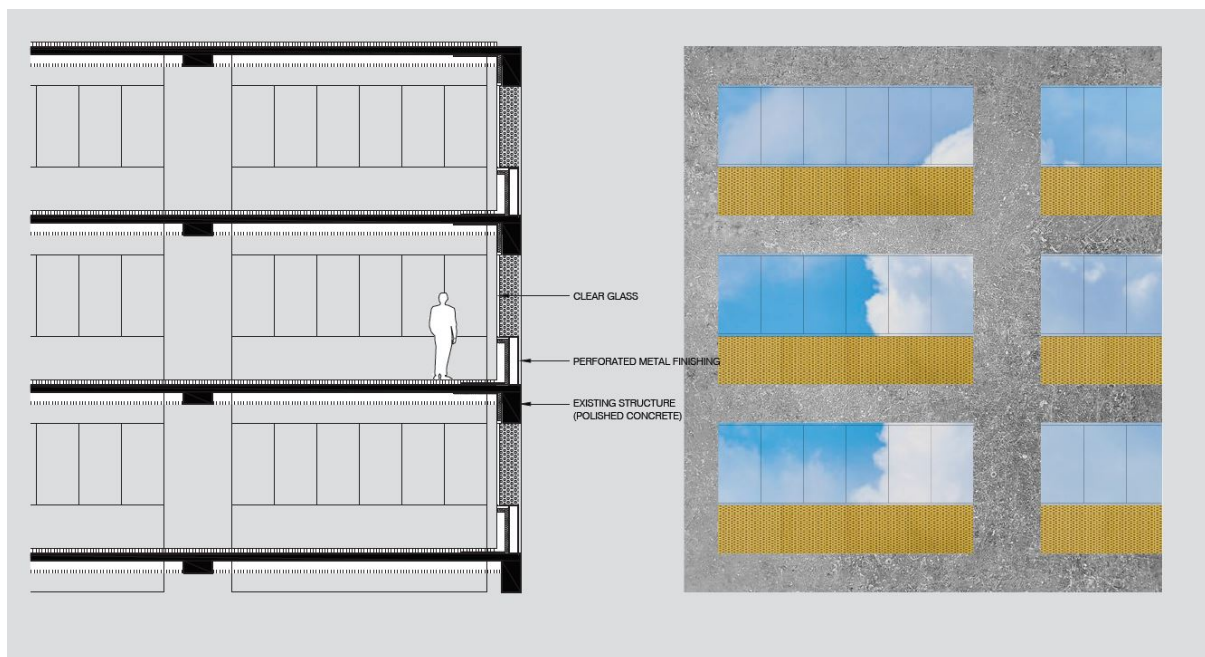 CLEAR GLASS
PERFORATED METAL FINISHING
EXISTING STRUCTURE
(POLISHED CONCRETE)